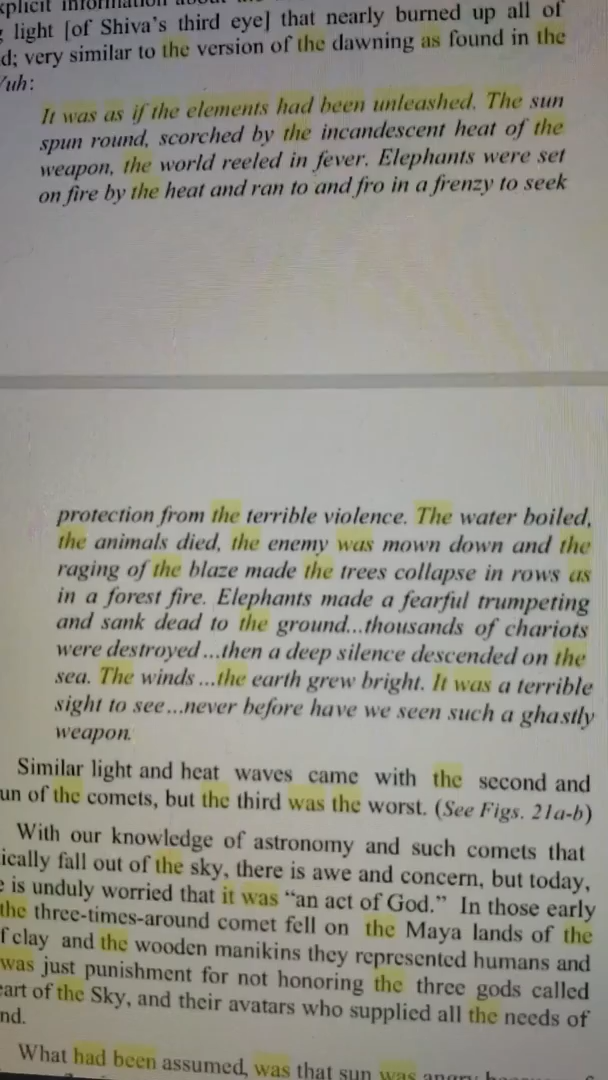 light [of Shiva's third eye] that nearly burned up all of
d; very similar to the version of the dawning as found in the
Vuh:
It was as if the elements had been unleashed. The sun
spun round, scorched by the incandescent heat of the
weapon, the world reeled in fever. Elephants were set
on fire by the heat and ran to and fro in a frenzy to seek
protection from the terrible violence. The water boiled,
the animals died, the enemy was mown down and the
raging of the blaze made the trees collapse in rows as
in a forest fire. Elephants made a fearful trumpeting
and sank dead to the ground...thousands of chariots
were destroyed...then a deep silence descended on the
sea. The winds...the earth grew bright. It was a terrible
sight to see...never before have we seen such a ghastly
weapon.
Similar light and heat waves came with the second and
un of the comets, but the third was the worst. (See Figs. 21a-b)
With our knowledge of astronomy and such comets that
ically fall out of the sky, there is awe and concern, but today,
e is unduly worried that it was "an act of God." In those early
the three-times-around comet fell on the Maya lands of the
f clay and the wooden manikins they represented humans and
was just punishment for not honoring the three gods called
eart of the Sky, and their avatars who supplied all the needs of
nd.
What had been assumed, was that sun was